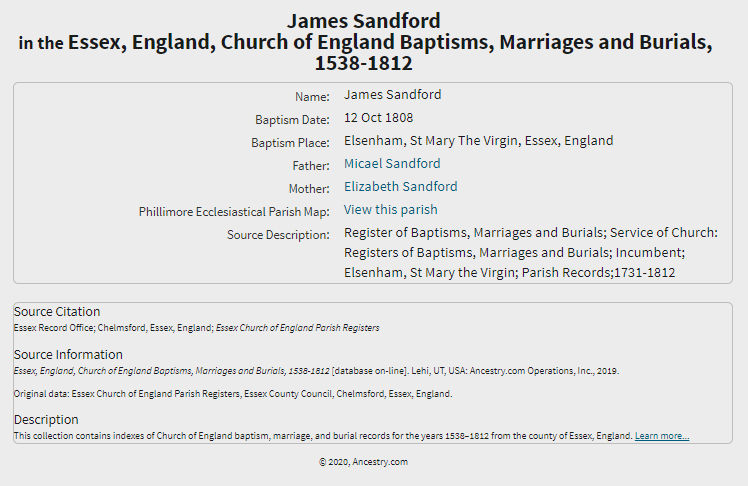 James Sandford
in the Essex, England, Church of England Baptisms, Marriages and Burials,
1538-1812
Name: James Sandford
Baptism Date: 12 Oct 1808
Baptism Place: Elsenham, St Mary The Virgin, Essex, England
Father: Micael Sandford
Mother: Elizabeth Sandford
Phillimore Ecclesiastical Parish Map: View this parish
Source Description: Register of Baptisms, Marriages and Burials; Service of Church:
Registers of Baptisms, Marriages and Burials; Incumbent;
Elsenham, St Mary the Virgin; Parish Records;1731-1812
Source Citation
Essex Record Office; Chelmsford, Essex, England; Essex Church of England Parish Registers
Source Information
Essex, England, Church of England Baptisms, Marriages and Burials, 1538-1812 [database on-line]. Lehi, UT, USA: Ancestry.com Operations, Inc., 2019.
Original data: Essex Church of England Parish Registers, Essex County Council, Chelmsford, Essex, England.
Description
This collection contains indexes of Church of England baptism, marriage, and burial records for the years 1538–1812 from the county of Essex, England. Learn more...
© 2020, Ancestry.com